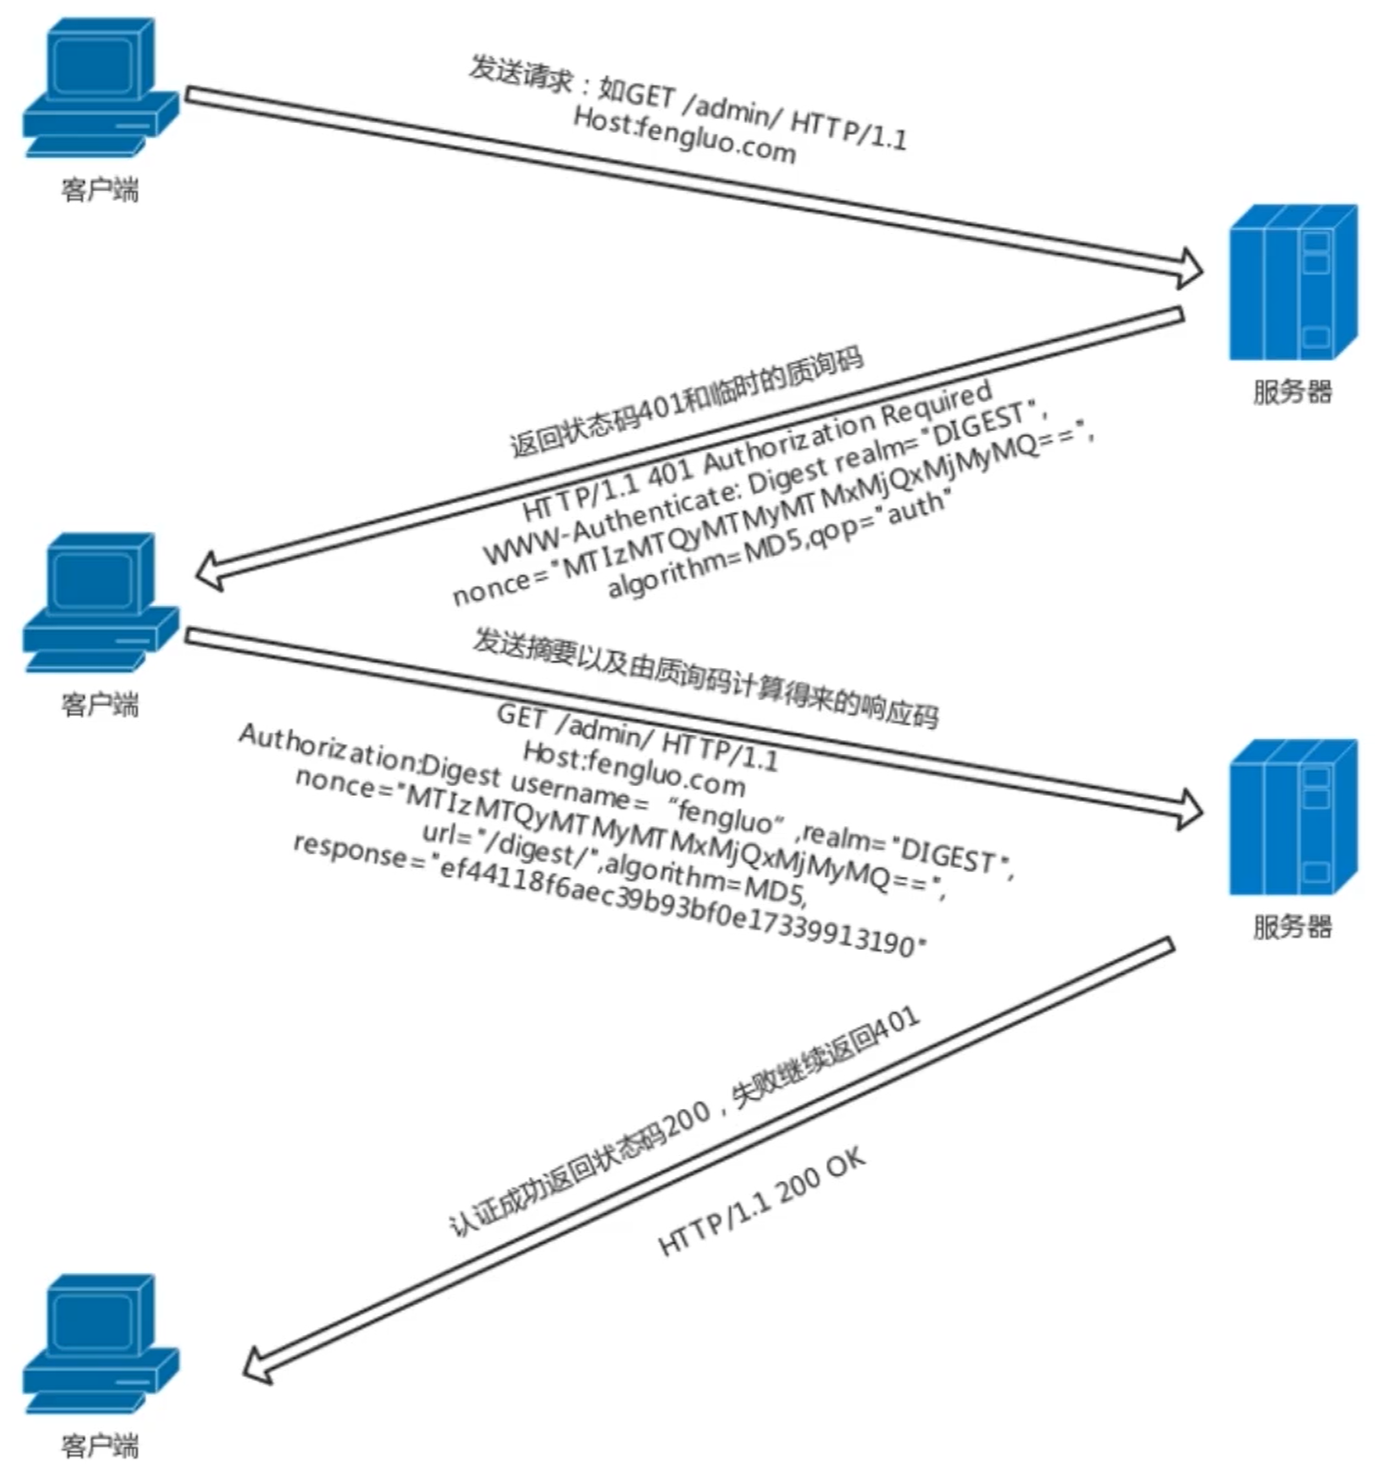 发送请求：如GET /admin/ HTTP/1.1
Host:fengluo.com
客户端
服务器
返回状态码401和临时的质询码
HTTP/1.1 401 Authorization Required
WWW-Authenticate: Digest realm="DIGEST",
nonce="MTIzMTQyMTMyMTMxMjQxMjMyMQ==",
algorithm=MD5,qop="auth"
客户端
发送摘要以及由质询码计算得来的响应码
GET /admin/ HTTP/1.1
Host:fengluo.com
Authorization:Digest username= “fengluo” ,realm="DIGEST",
nonce="MTIzMTQyMTMyMTMxMjQxMjMyMQ==",
url="/digest/",algorithm=MD5,
response="ef44118f6aec39b93bf0e17339913190"
服务器
认证成功返回状态码200，失败继续返回401
HTTP/1.1 200 OK
客户端